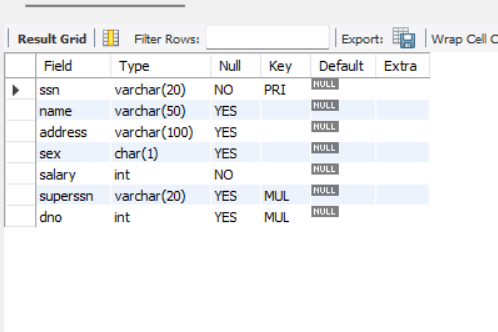 Result Grid Filter Rows: Export: Wrap Cell C
Field Type Null Key Default Extra
ssn varchar(20) NO PRI NULL
name varchar(50) YES NULL
address varchar(100) YES NULL
sex char(1) YES NULL
salary int NO NULL
superssn varchar(20) YES MUL NULL
dno int YES MUL NULL